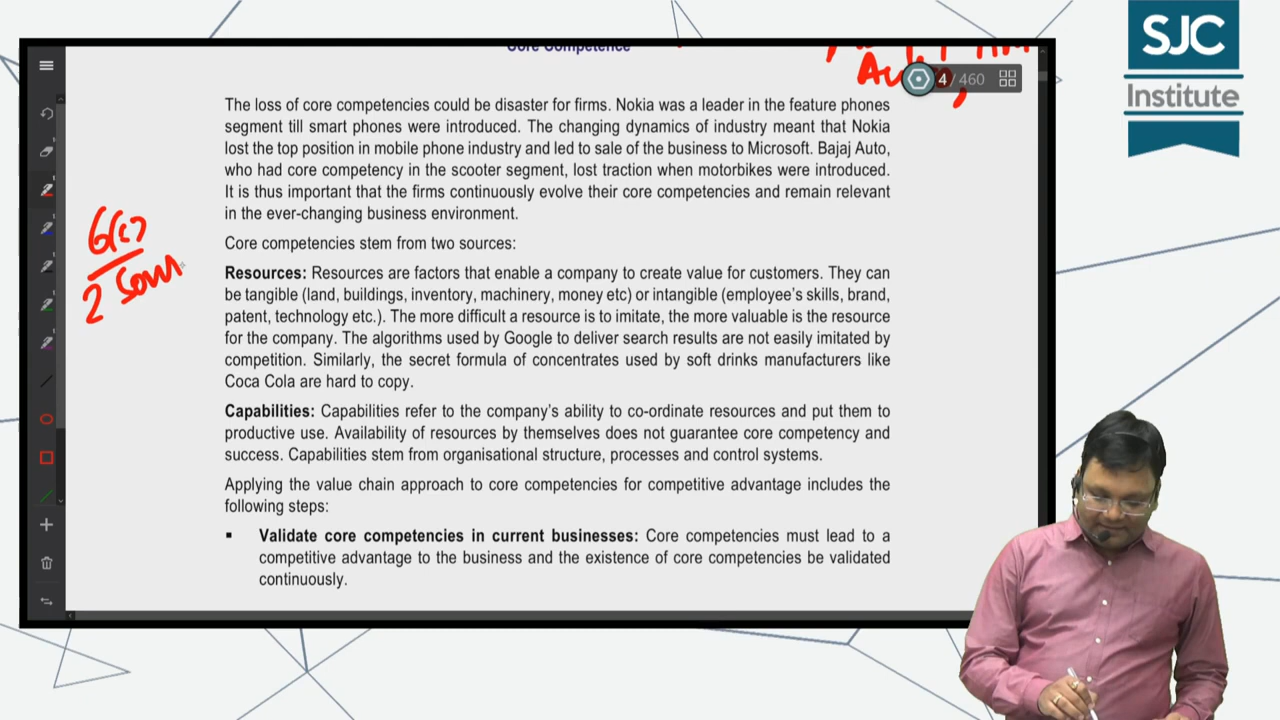 SJC
Institute
Core Competence
Au
4 / 460
The loss of core competencies could be disaster for firms. Nokia was a leader in the feature phones
segment till smart phones were introduced. The changing dynamics of industry meant that Nokia
lost the top position in mobile phone industry and led to sale of the business to Microsoft. Bajaj Auto,
who had core competency in the scooter segment, lost traction when motorbikes were introduced.
It is thus important that the firms continuously evolve their core competencies and remain relevant
in the ever-changing business environment.
Core competencies stem from two sources:
6(c)
2 Sour
Resources: Resources are factors that enable a company to create value for customers. They can
be tangible (land, buildings, inventory, machinery, money etc) or intangible (employee's skills, brand,
patent, technology etc.). The more difficult a resource is to imitate, the more valuable is the resource
for the company. The algorithms used by Google to deliver search results are not easily imitated by
competition. Similarly, the secret formula of concentrates used by soft drinks manufacturers like
Coca Cola are hard to copy.
Capabilities: Capabilities refer to the company's ability to co-ordinate resources and put them to
productive use. Availability of resources by themselves does not guarantee core competency and
success. Capabilities stem from organisational structure, processes and control systems.
Applying the value chain approach to core competencies for competitive advantage includes the
following steps:
▪ Validate core competencies in current businesses: Core competencies must lead to a
competitive advantage to the business and the existence of core competencies be validated
continuously.